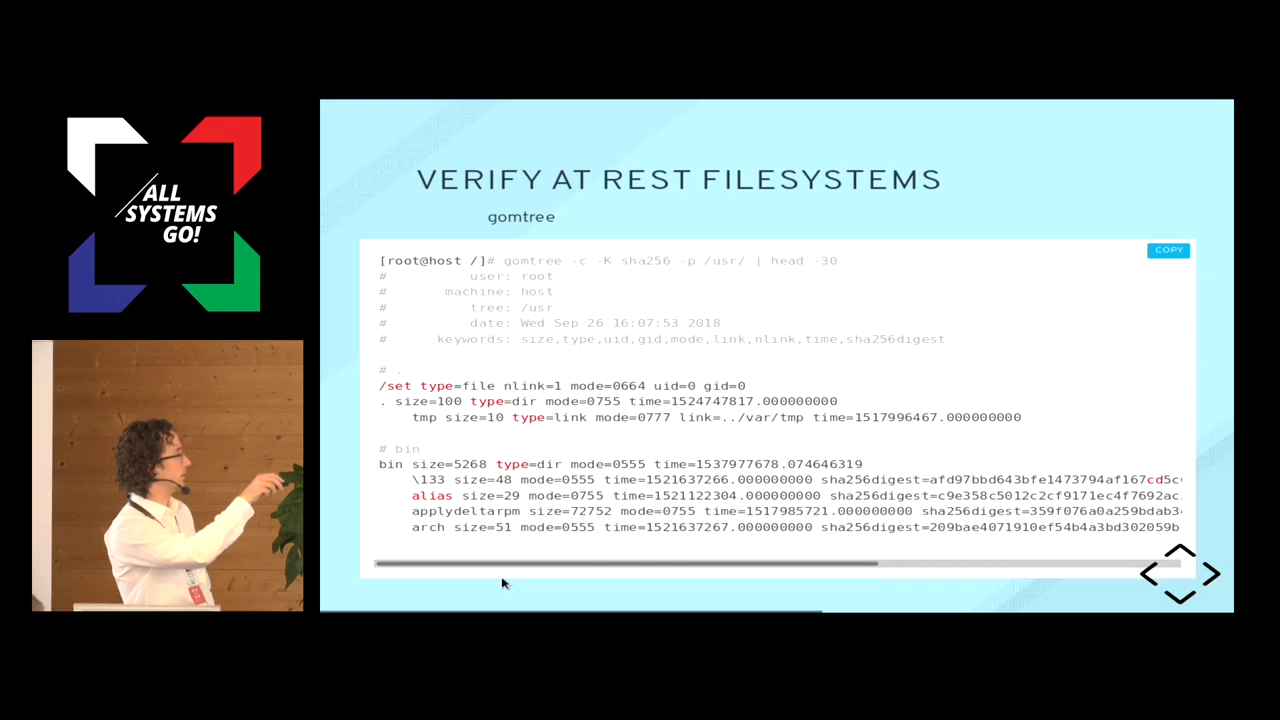 ALL
SYSTEMS
GO!
VERIFY AT REST FILESYSTEMS
gomtree
COPY
[root@host /]# gomtree -c -K sha256 -p /usr/ | head -30
# user: root
# machine: host
# tree: /usr
# date: Wed Sep 26 16:07:53 2018
# keywords: size,type,uid,gid,mode,link,nlink,time,sha256digest
# .
/set type=file nlink=1 mode=0664 uid=0 gid=0
. size=100 type=dir mode=0755 time=1524747817.000000000
tmp size=10 type=link mode=0777 link=../var/tmp time=1517996467.000000000
# bin
bin size=5268 type=dir mode=0555 time=1537977678.074646319
\133 size=48 mode=0555 time=1521637266.000000000 sha256digest=afd97bbd643bfe1473794af167cd5c
alias size=29 mode=0755 time=1521122304.000000000 sha256digest=c9e358c5012c2cf9171ec4f7692ac
applydeltarpm size=72752 mode=0755 time=1517985721.000000000 sha256digest=359f076a0a259bdab3
arch size=51 mode=0555 time=1521637267.000000000 sha256digest=209bae4071910ef54b4a3bd302059b